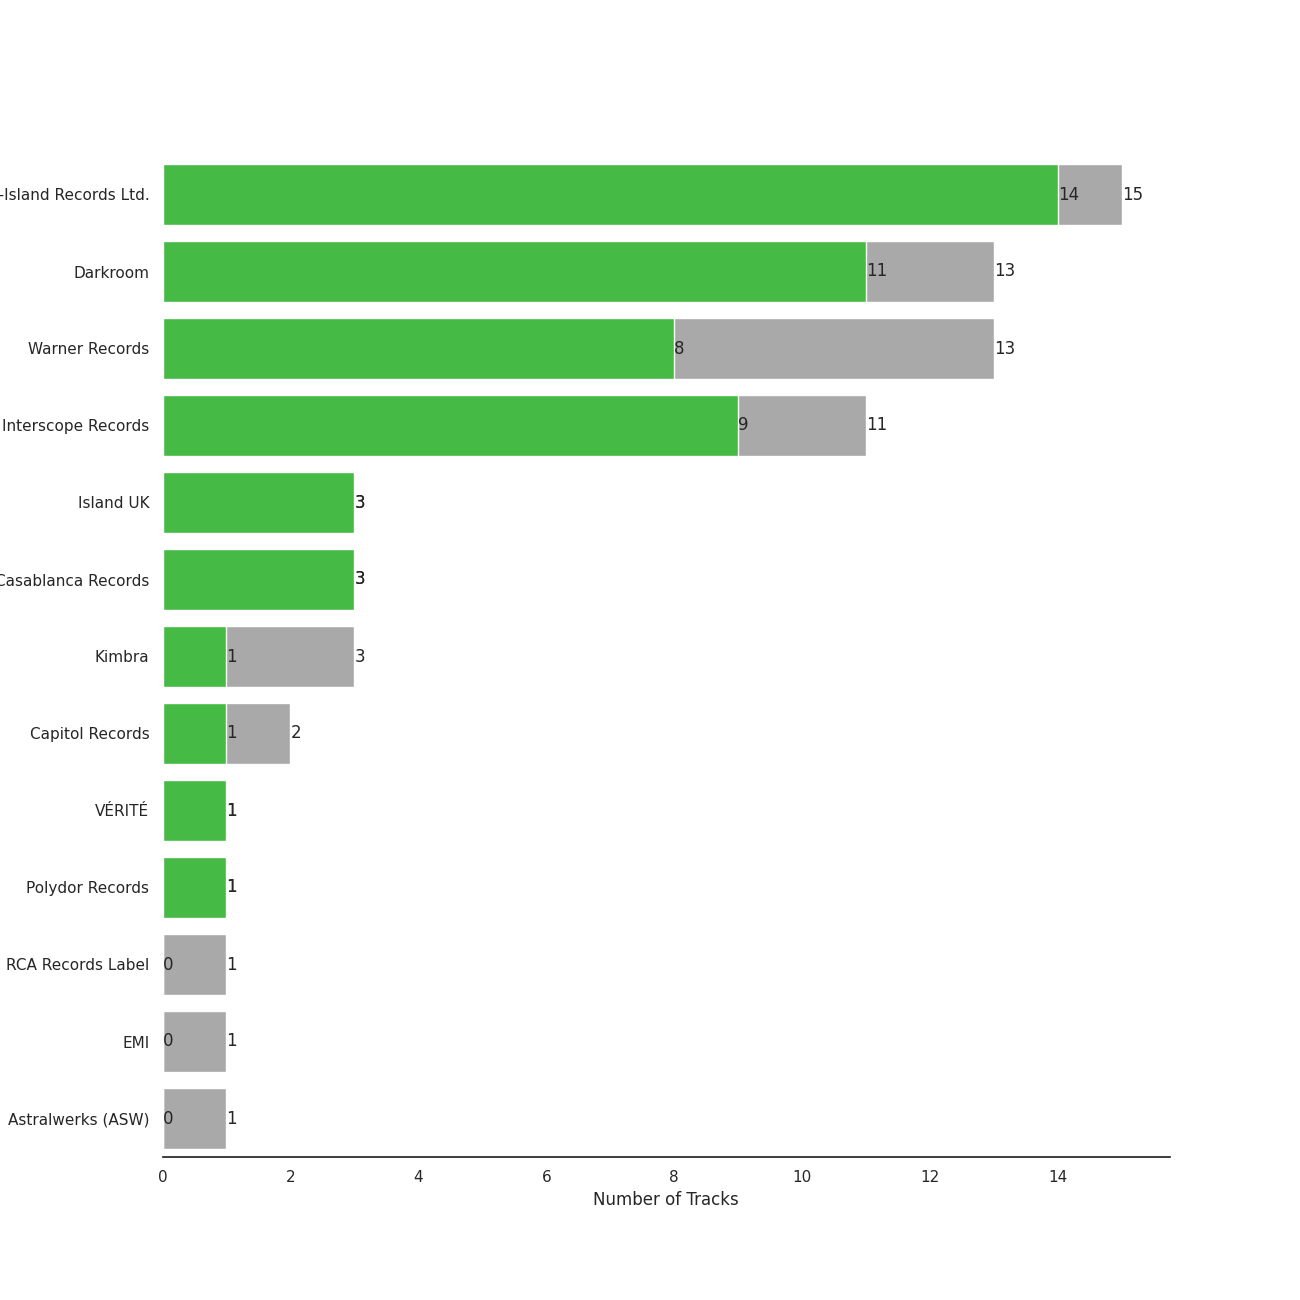 -Island Records Ltd. 14 15
Darkroom 11 13
Warner Records 8 13
Interscope Records 9 11
Island UK 3
Casablanca Records 3
Kimbra 1 3
Capitol Records 1 2
VÉRITÉ 1
Polydor Records 1
RCA Records Label 0 1
EMI 0 1
Astralwerks (ASW) 0 1
0 2 4 6 8 10 12 14
Number of Tracks